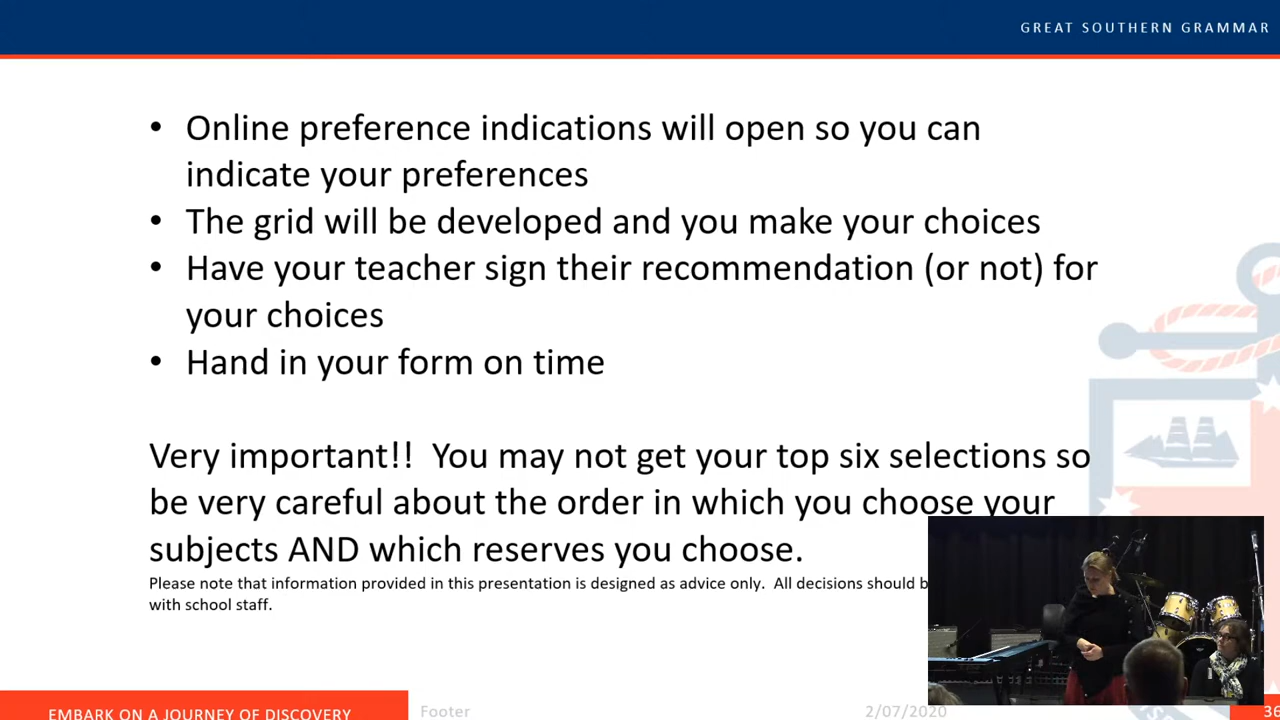 GREAT SOUTHERN GRAMMAR
• Online preference indications will open so you can
indicate your preferences
• The grid will be developed and you make your choices
• Have your teacher sign their recommendation (or not) for
your choices
• Hand in your form on time
Very important!!  You may not get your top six selections so
be very careful about the order in which you choose your
subjects AND which reserves you choose.
Please note that information provided in this presentation is designed as advice only.  All decisions should
with school staff.
EMBARK ON A JOURNEY OF DISCOVERY
Footer
2/07/2020
36